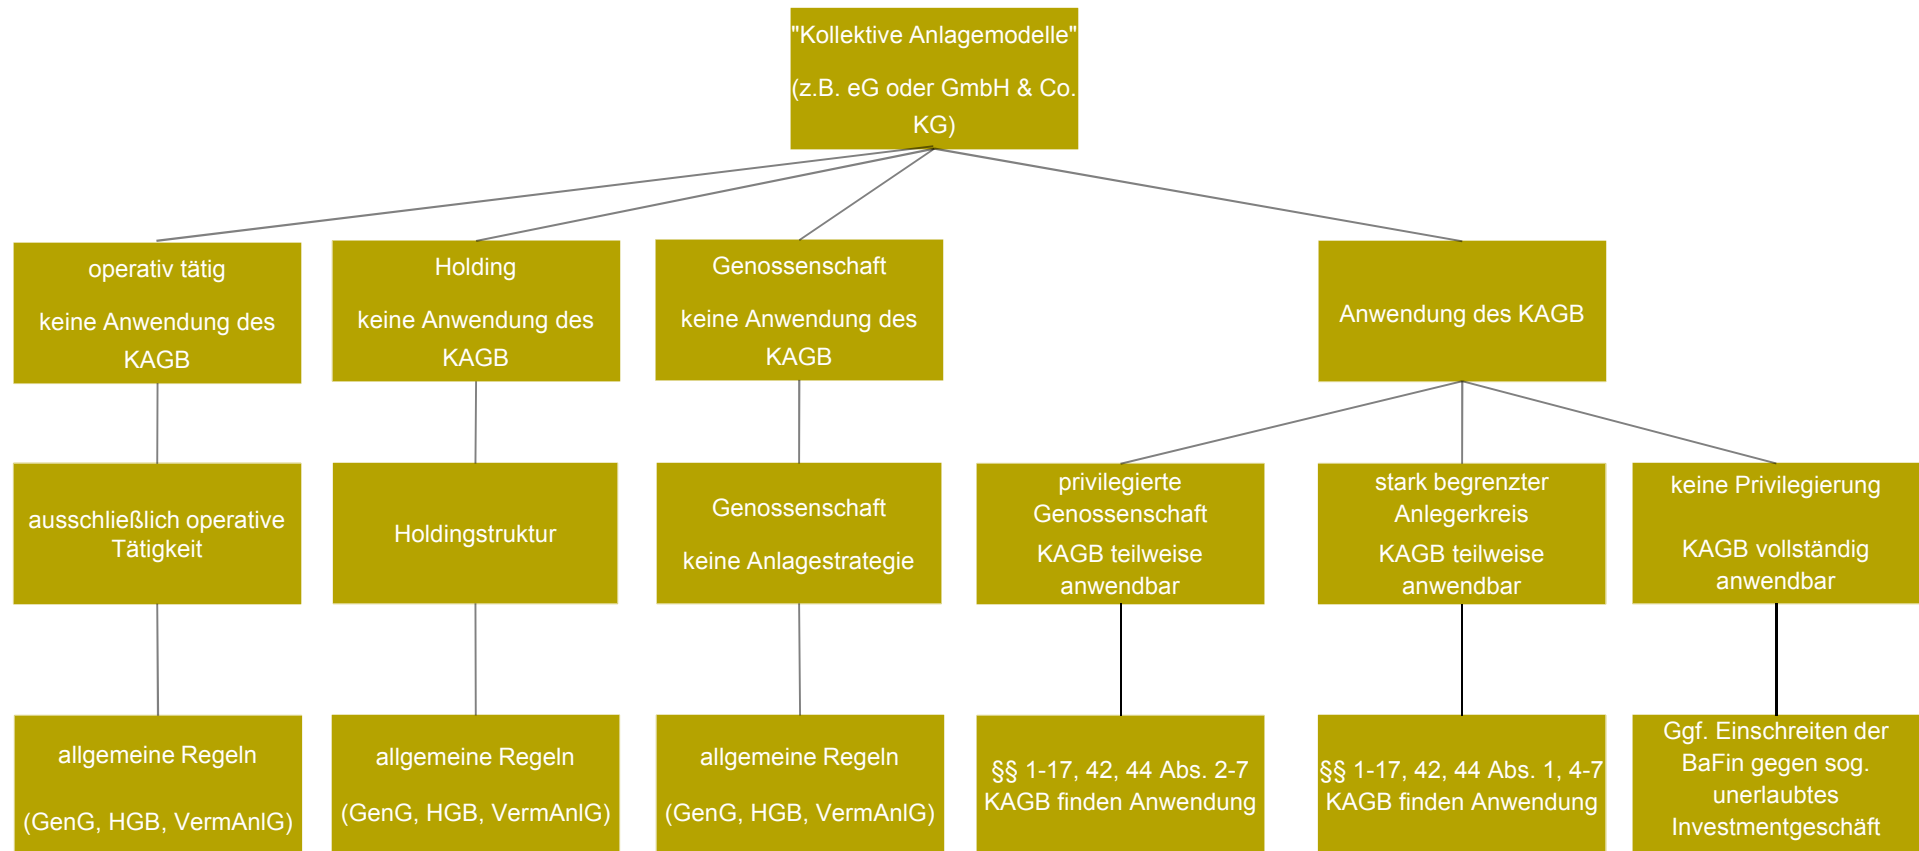 "Kollektive Anlagemodelle"
(z.B. eG oder GmbH & Co.
KG)
operativ tätig
keine Anwendung des
KAGB
Holding
keine Anwendung des
KAGB
Genossenschaft
keine Anwendung des
KAGB
Anwendung des KAGB
ausschließlich operative
Tätigkeit
Holdingstruktur
Genossenschaft
keine Anlagestrategie
privilegierte
Genossenschaft
KAGB teilweise
anwendbar
stark begrenzter
Anlegerkreis
KAGB teilweise
anwendbar
keine Privilegierung
KAGB vollständig
anwendbar
allgemeine Regeln
(GenG, HGB, VermAnlG)
allgemeine Regeln
(GenG, HGB, VermAnlG)
allgemeine Regeln
(GenG, HGB, VermAnlG)
§§ 1-17, 42, 44 Abs. 2-7
KAGB finden Anwendung
§§ 1-17, 42, 44 Abs. 1, 4-7
KAGB finden Anwendung
Ggf. Einschreiten der
BaFin gegen sog.
unerlaubtes
Investmentgeschäft